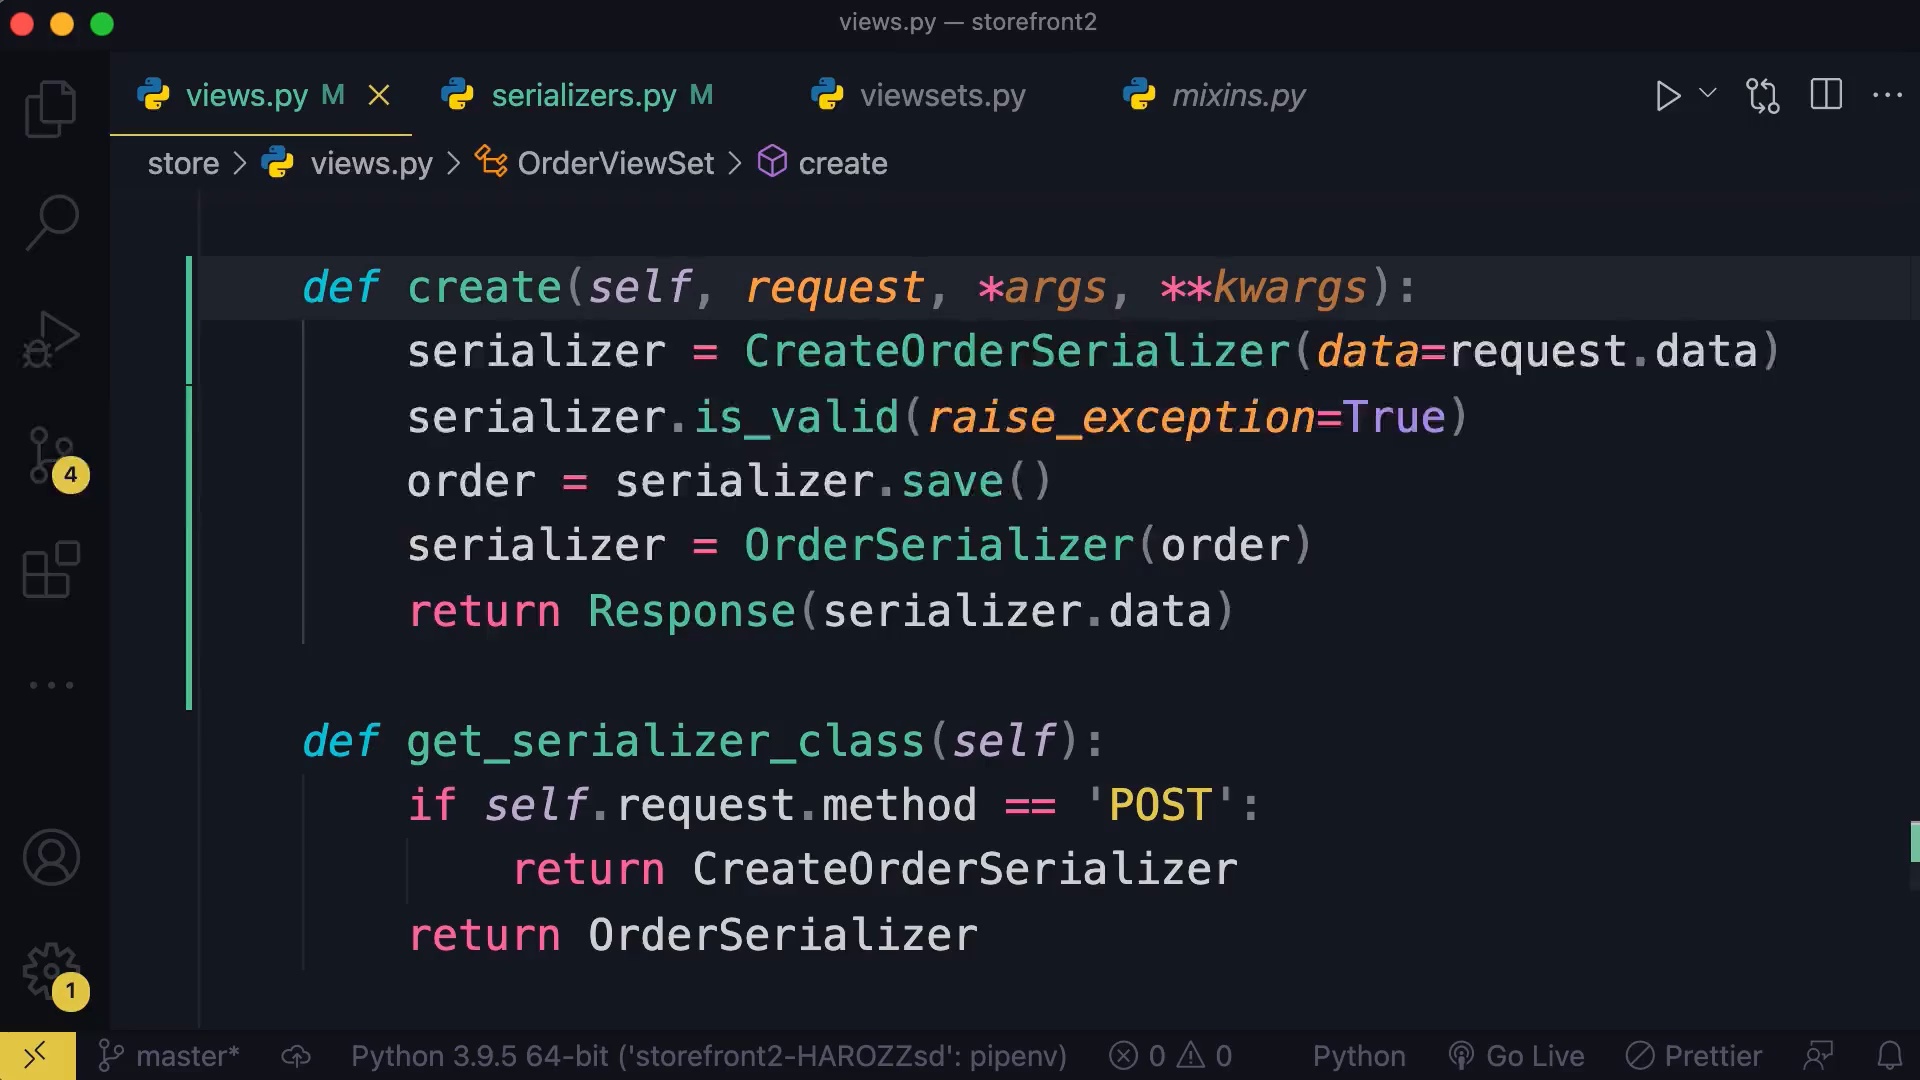 views.py — storefront2
views.py M serializers.py M viewsets.py mixins.py
store > views.py > OrderViewSet > create
def create(self, request, *args, **kwargs):
serializer = CreateOrderSerializer(data=request.data)
serializer.is_valid(raise_exception=True)
order = serializer.save()
serializer = OrderSerializer(order)
return Response(serializer.data)
def get_serializer_class(self):
if self.request.method == 'POST':
return CreateOrderSerializer
return OrderSerializer
4
1
master* Python 3.9.5 64-bit ('storefront2-HAROZZsd': pipenv) 0 0 Python Go Live Prettier